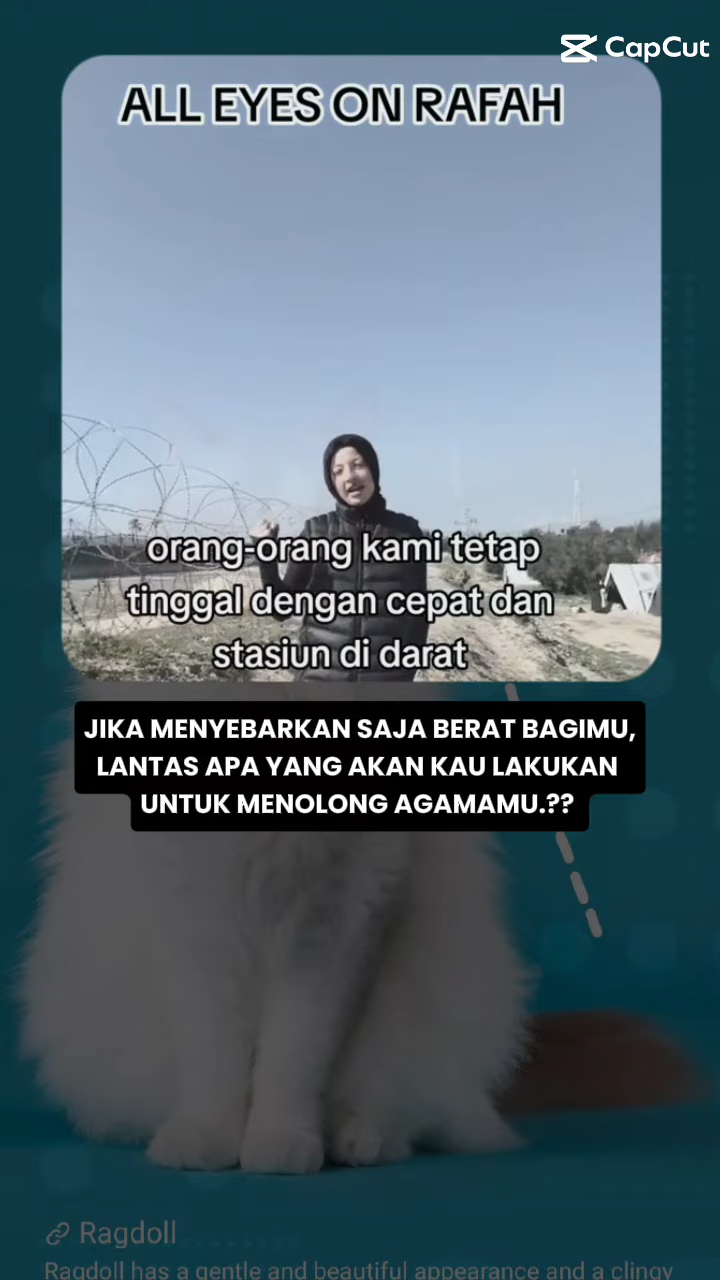 CapCut
ALL EYES ON RAFAH
orang-orang kami tetap
tinggal dengan cepat dan
stasiun di darat
JIKA MENYEBARKAN SAJA BERAT BAGIMU,
LANTAS APA YANG AKAN KAU LAKUKAN
UNTUK MENOLONG AGAMAMU.??
Ragdoll
Ragdoll has a gentle and beautiful appearance and a clingy